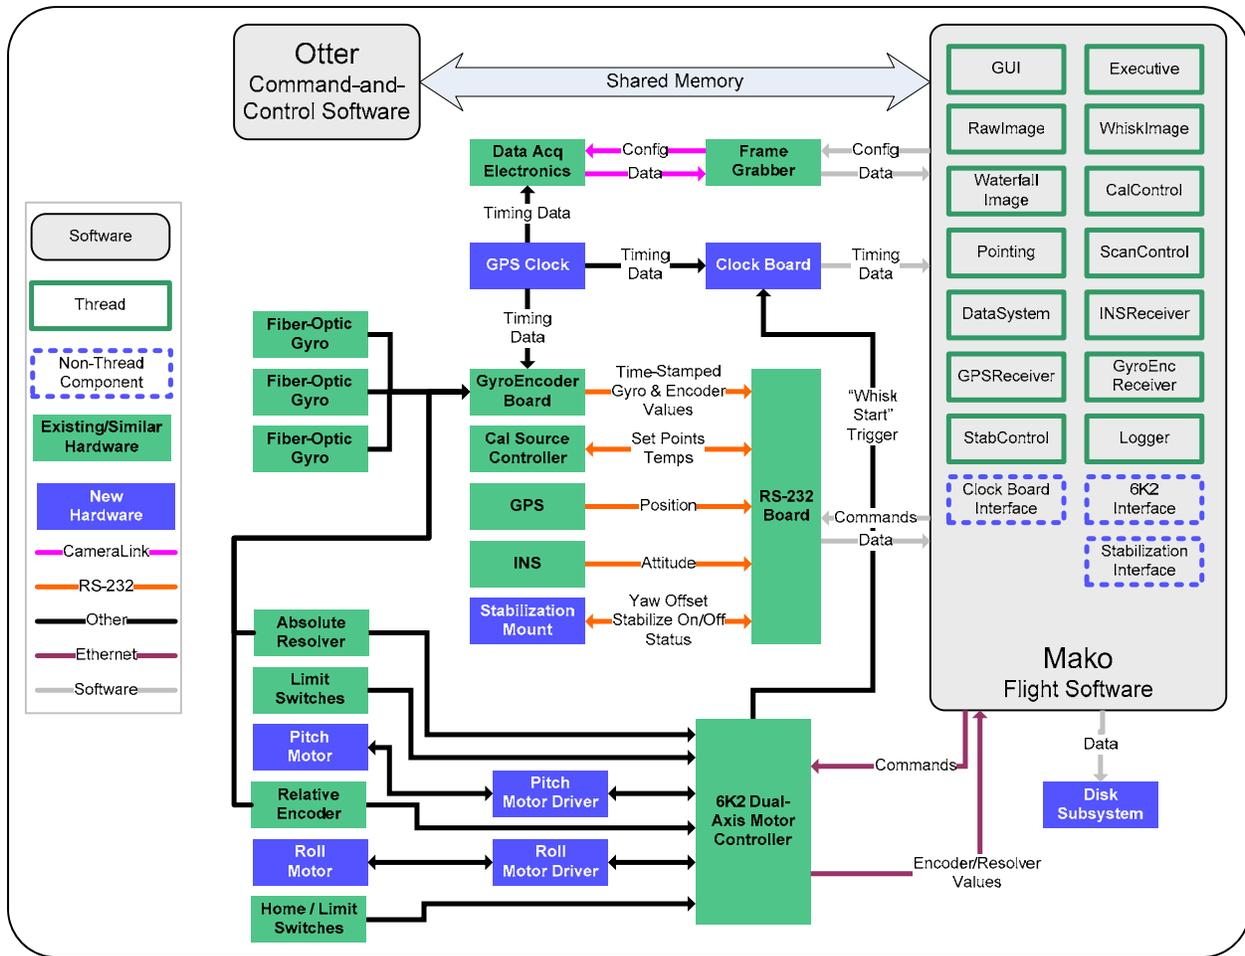 Otter
Command-and-
Control Software
Shared Memory
GUI
Executive
RawImage
WhiskImage
Waterfall
Image
CalControl
Pointing
ScanControl
DataSystem
INSReceiver
GPSReceiver
GyroEnc
Receiver
StabControl
Logger
Clock Board
Interface
6K2
Interface
Stabilization
Interface
Mako
Flight Software
Data Acq
Electronics
Config
Data
Frame
Grabber
Config
Data
Timing Data
GPS Clock
Timing
Data
Clock Board
Timing
Data
Timing
Data
Software
Thread
Non-Thread
Component
Existing/Similar
Hardware
New
Hardware
CameraLink
RS-232
Other
Ethernet
Software
Fiber-Optic
Gyro
Fiber-Optic
Gyro
Fiber-Optic
Gyro
GyroEncoder
Board
Time-Stamped
Gyro & Encoder
Values
Cal Source
Controller
Set Points
Temps
GPS
Position
INS
Attitude
Stabilization
Mount
Yaw Offset
Stabilize On/Off
Status
RS-232
Board
"Whisk
Start"
Trigger
Commands
Data
Absolute
Resolver
Limit
Switches
Pitch
Motor
Pitch
Motor Driver
Relative
Encoder
Roll
Motor
Roll
Motor Driver
Home / Limit
Switches
6K2 Dual-
Axis Motor
Controller
Commands
Encoder/Resolver
Values
Data
Disk
Subsystem